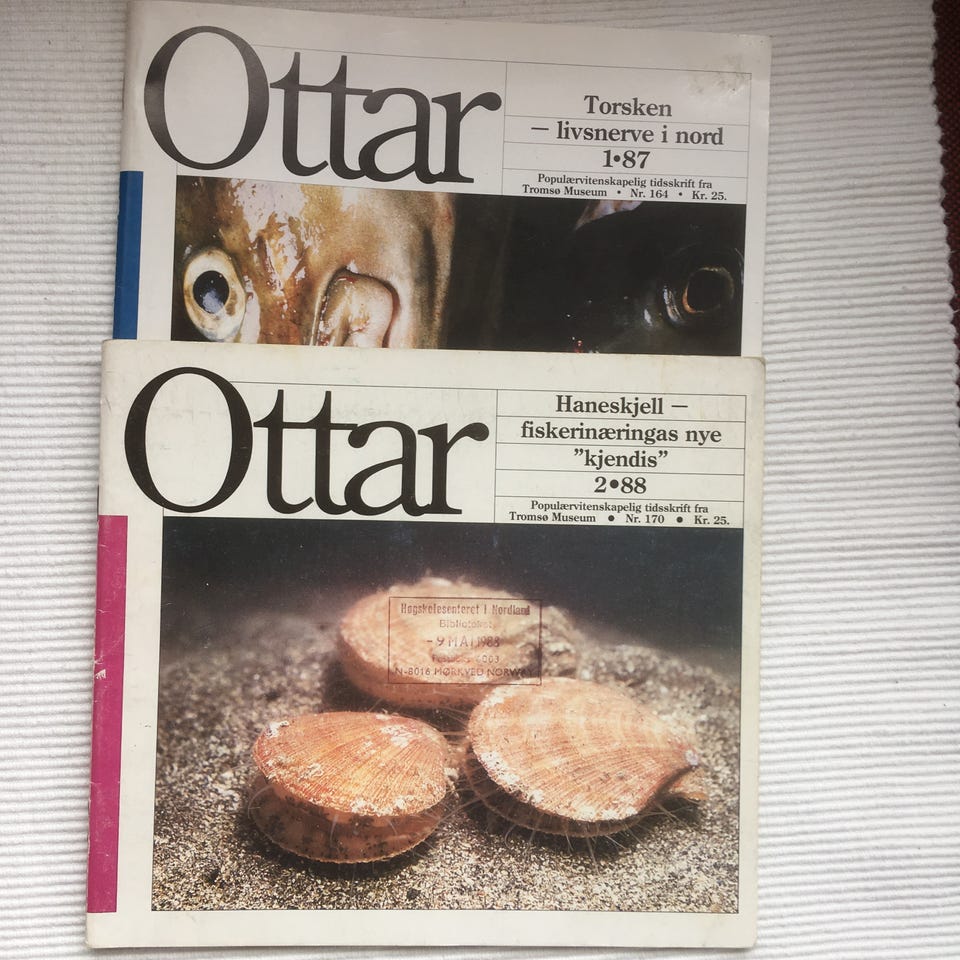 Ottar
Torsken
— livsnerve i nord
1•87
Populærvitenskapelig tidsskrift fra
Tromsø Museum • Nr. 164 • Kr. 25.
Ottar
Haneskjell —
fiskerinæringas nye
”kjendis”
2•88
Populærvitenskapelig tidsskrift fra
Tromsø Museum • Nr. 170 • Kr. 25.
Høgskolesenteret i Nordland
Biblioteket
- 9 MAI 1988
6003
N-8016 MØRKVED NORWAY